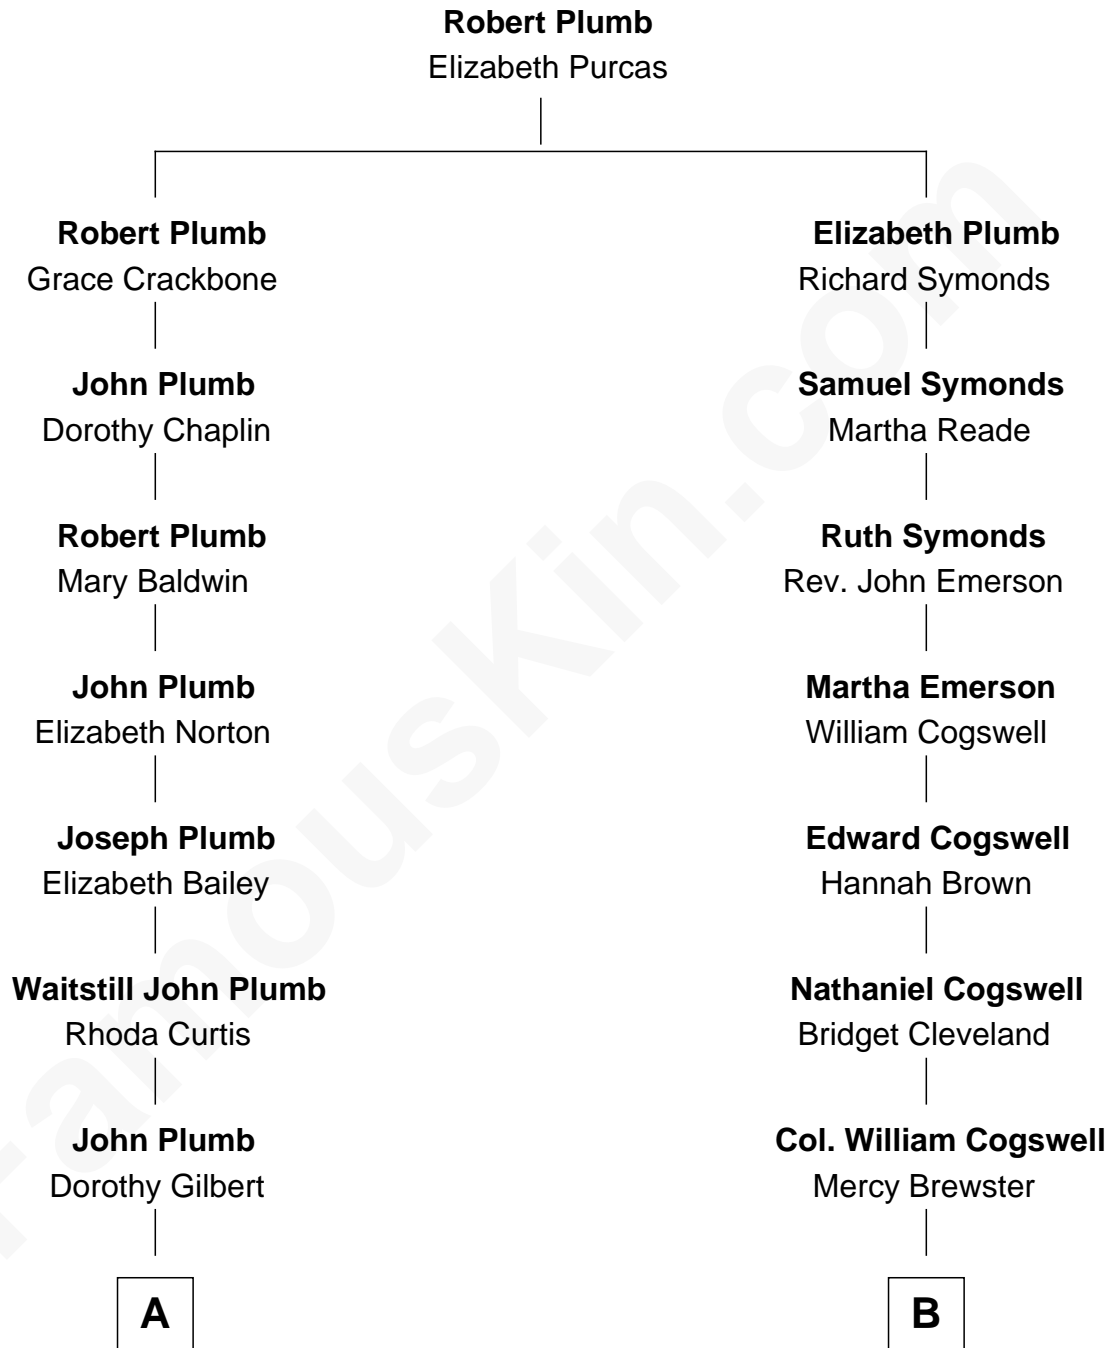 Robert Plumb
Elizabeth Purcas
Robert Plumb
Grace Crackbone
Elizabeth Plumb
Richard Symonds
John Plumb
Dorothy Chaplin
Samuel Symonds
Martha Reade
Robert Plumb
Mary Baldwin
Ruth Symonds
Rev. John Emerson
John Plumb
Elizabeth Norton
Martha Emerson
William Cogswell
Joseph Plumb
Elizabeth Bailey
Edward Cogswell
Hannah Brown
Waitstill John Plumb
Rhoda Curtis
Nathaniel Cogswell
Bridget Cleveland
John Plumb
Dorothy Gilbert
Col. William Cogswell
Mercy Brewster
A
B
FamousKin.com